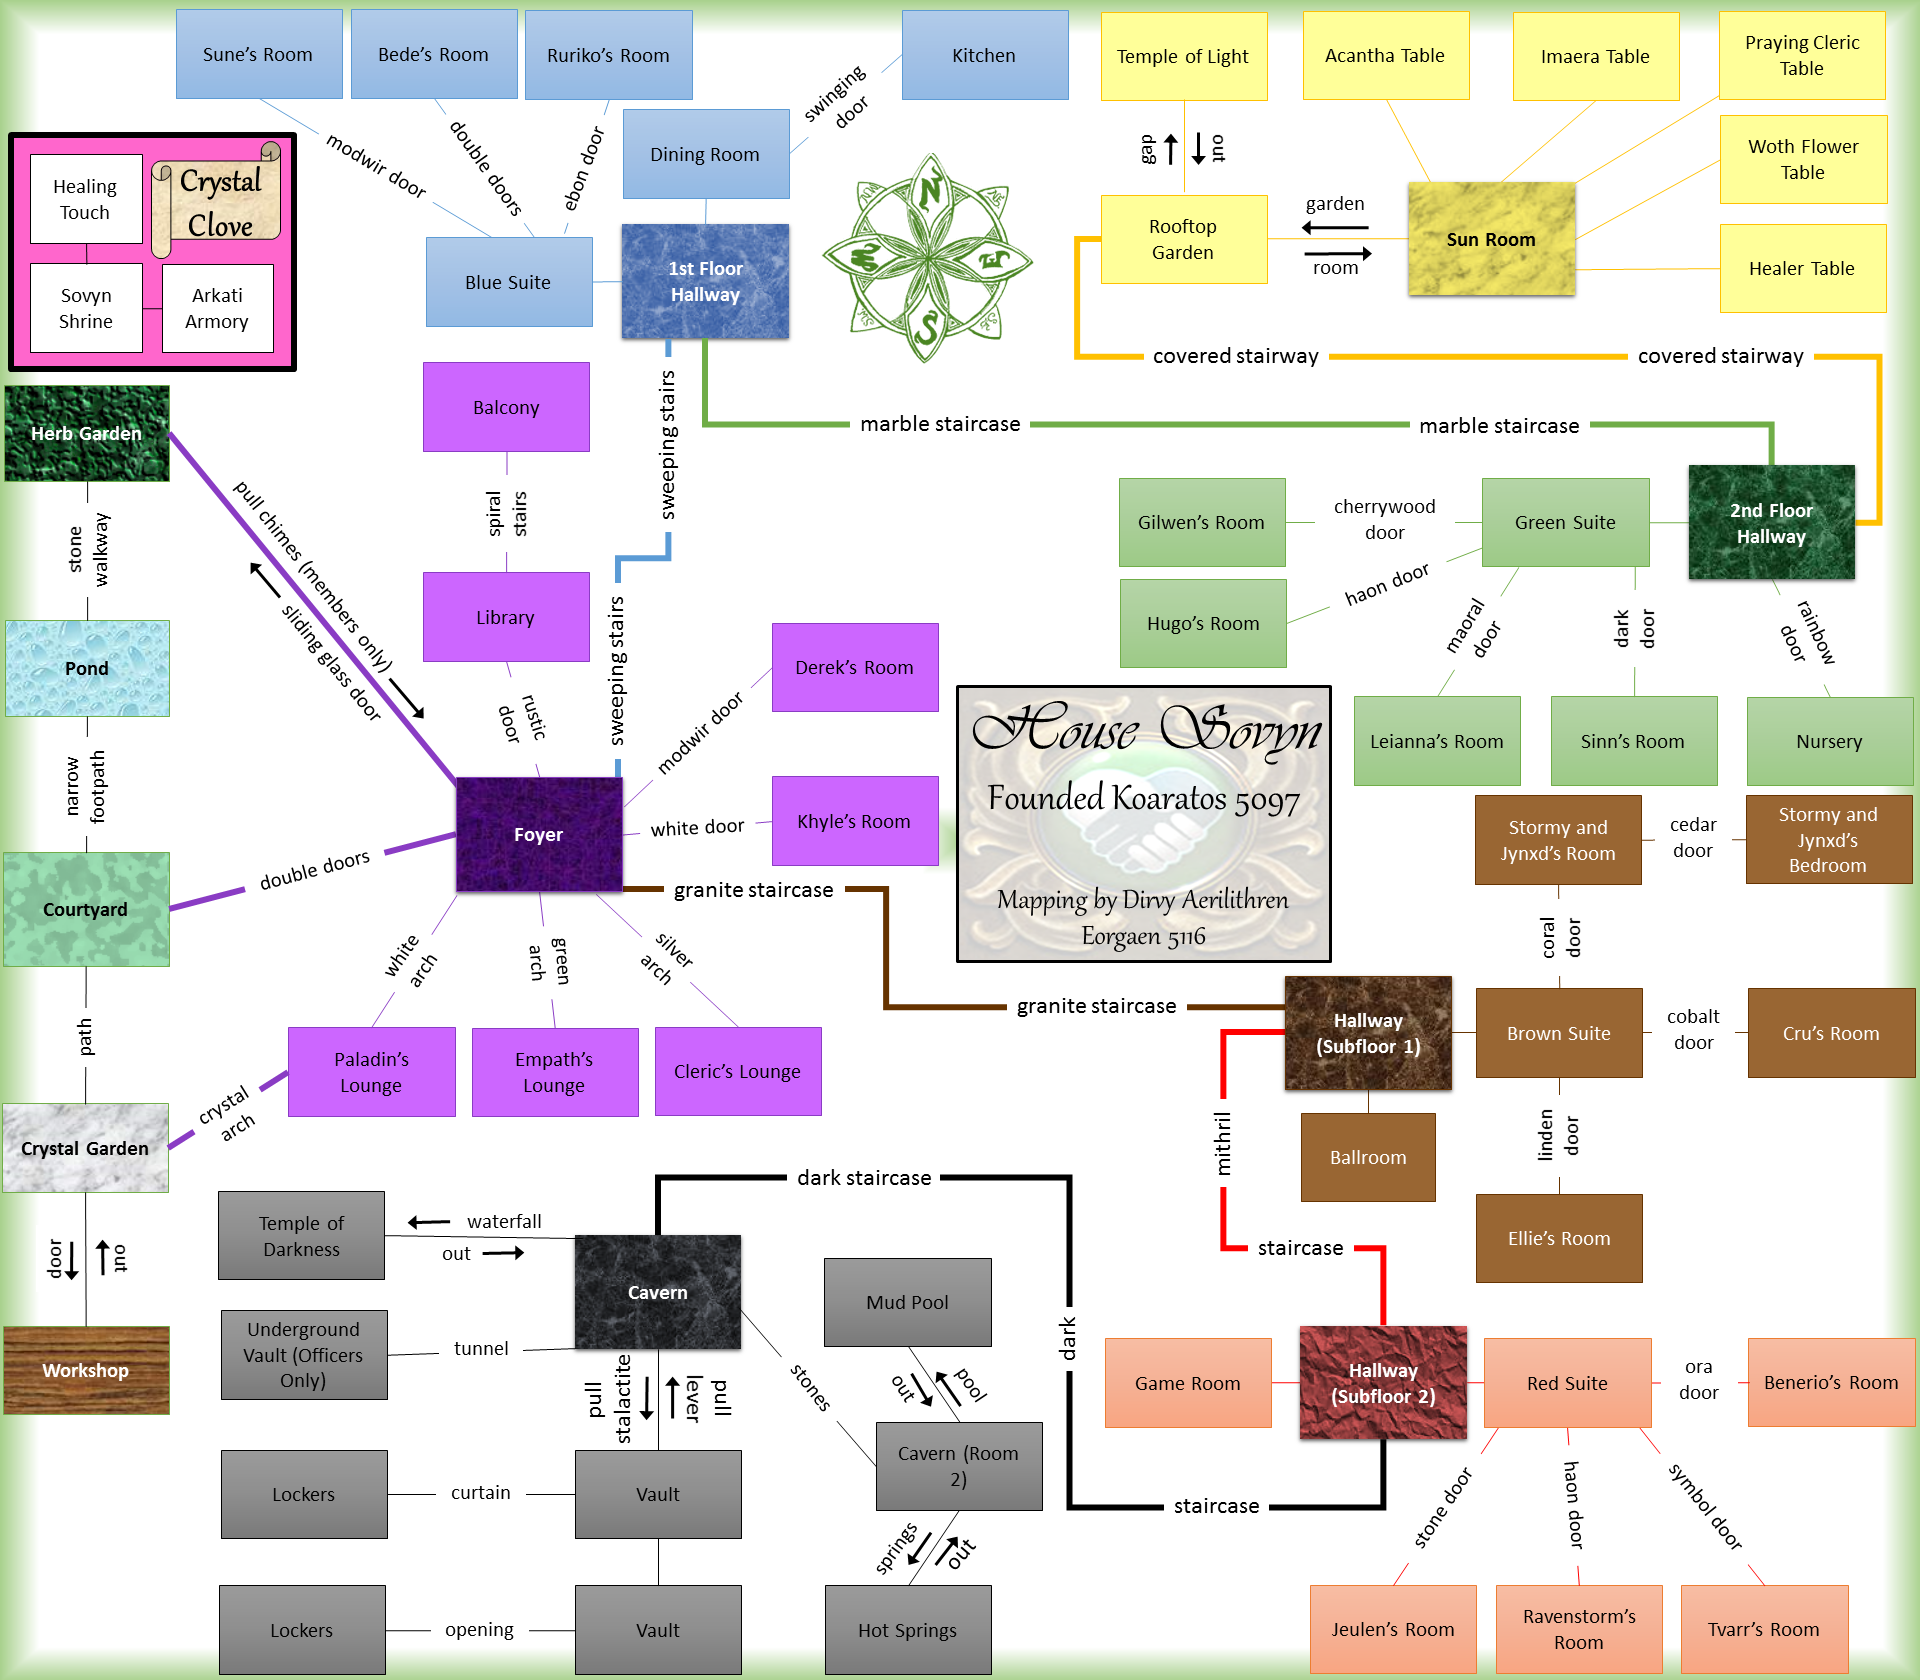 Sune's Room
Bede's Room
Ruriko's Room
Kitchen
swinging
door
Dining Room
modwir door
double doors
ebon door
Blue Suite
1st Floor
Hallway
N
NE
E
SE
S
SW
W
NW
Temple of Light
Acantha Table
Imaera Table
Praying Cleric
Table
Woth Flower
Table
Healer Table
gap
out
Rooftop
Garden
garden
room
Sun Room
covered stairway
covered stairway
Crystal
Clove
Healing
Touch
Sovyn
Shrine
Arkati
Armory
Herb Garden
stone
walkway
Pond
narrow
footpath
Courtyard
path
Crystal Garden
door
out
Workshop
pull chimes (members only)
sliding glass door
double doors
crystal
arch
Balcony
spiral
stairs
Library
rustic
door
sweeping stairs
sweeping stairs
marble staircase
marble staircase
Foyer
modwir door
Derek's Room
white door
Khyle's Room
granite staircase
granite staircase
white
arch
green
arch
silver
arch
Paladin's
Lounge
Empath's
Lounge
Cleric's Lounge
House Sovyn
Founded Koaratos 5097
Mapping by Dirvy Aerilithren
Eorgaen 5116
2nd Floor
Hallway
Green Suite
cherrywood
door
Gilwen's Room
haon door
Hugo's Room
maoral
door
Leianna's Room
dark
door
Sinn's Room
rainbow
door
Nursery
Stormy and
Jynxd's Room
cedar
door
Stormy and
Jynxd's
Bedroom
coral
door
Hallway
(Subfloor 1)
Brown Suite
cobalt
door
Cru's Room
Ballroom
linden
door
Ellie's Room
mithril
staircase
dark staircase
dark
staircase
Temple of
Darkness
waterfall
out
Cavern
Underground
Vault (Officers
Only)
tunnel
pull
stalactite
pull
lever
stones
Mud Pool
out
pool
Cavern (Room
2)
springs
out
Hot Springs
Lockers
curtain
Vault
Lockers
opening
Vault
Game Room
Hallway
(Subfloor 2)
Red Suite
ora
door
Benerio's Room
stone door
haon door
symbol door
Jeulen's Room
Ravenstorm's
Room
Tvarr's Room